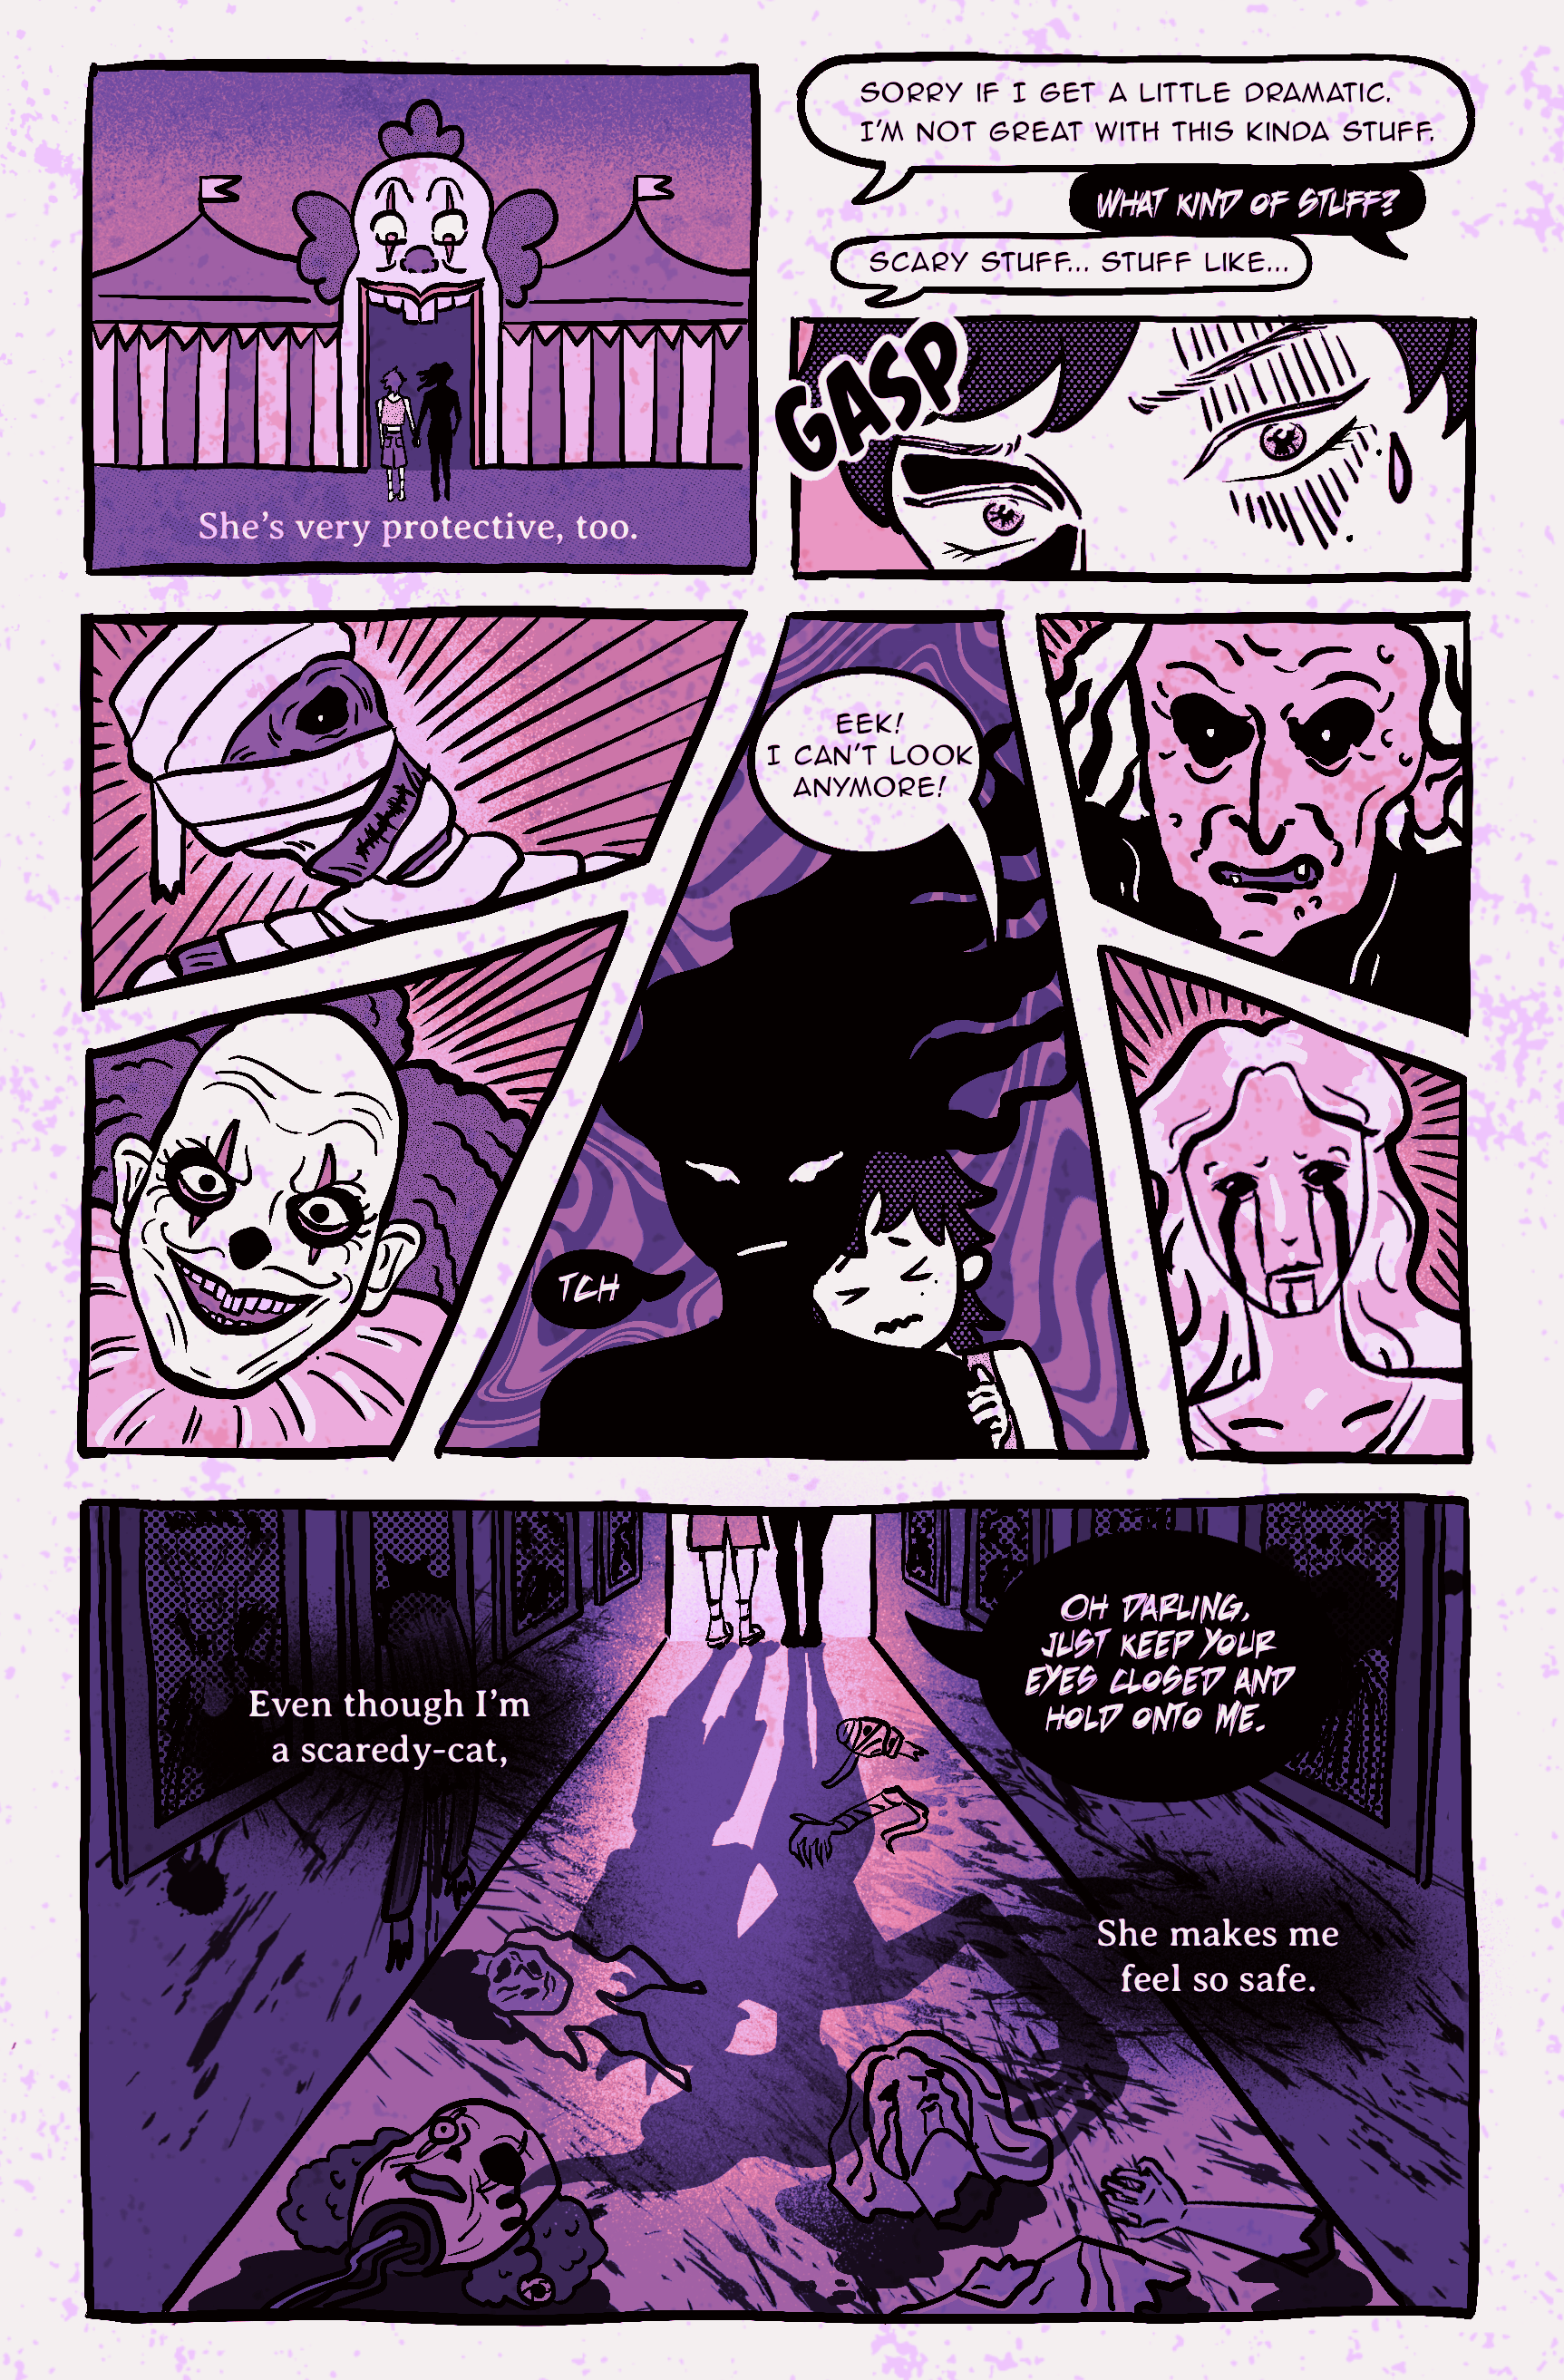 She's very protective, too.
SORRY IF I GET A LITTLE DRAMATIC.
I'M NOT GREAT WITH THIS KINDA STUFF.
WHAT KIND OF STUFF?
SCARY STUFF... STUFF LIKE...
GASP
EEK!
I CAN'T LOOK
ANYMORE!
TCH
Even though I'm
a scaredy-cat,
OH DARLING,
JUST KEEP YOUR
EYES CLOSED AND
HOLD ONTO ME.
She makes me
feel so safe.